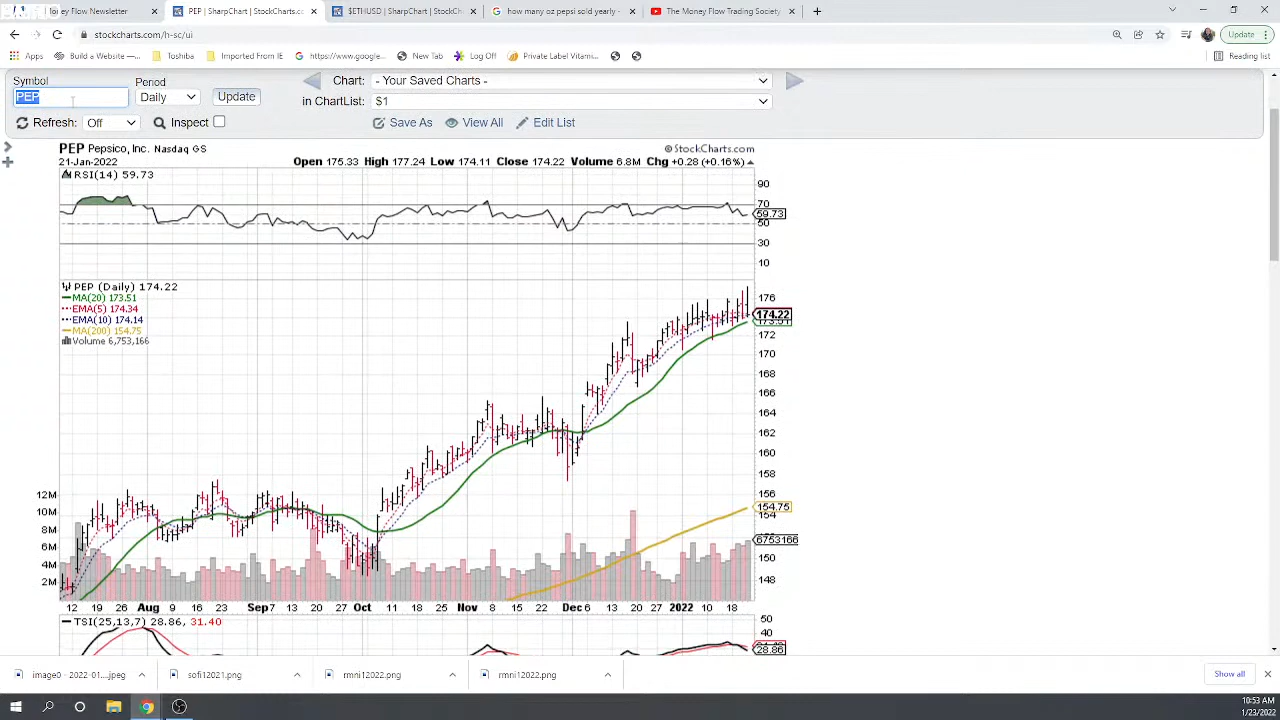 ey Flow Newsletter
PEP | SharpChart | StockCharts.c
$ETHUSD | SharpChart | StockCh
how many oz pepsi sold yearly -
The Money Flow Trading Society
stockcharts.com/h-sc/ui
Update
Apps
Build a Website —...
Toshiba
Imported From IE
https://www.google...
New Tab
Log Off
Private Label Vitam...
Reading list
Symbol
Period
Chart:
- Your Saved Charts -
PEP
Daily
Update
in ChartList:
$1
Refresh:
Off
Inspect
Save As
View All
Edit List
PEP Pepsico, Inc. Nasdaq GS
© StockCharts.com
21-Jan-2022
Open 175.33 High 177.24 Low 174.11 Close 174.22 Volume 6.8M Chg +0.28 (+0.16%)
RSI(14) 59.73
90
70
59.73
50
30
10
PEP (Daily) 174.22
MA(20) 173.51
EMA(5) 174.34
EMA(10) 174.14
MA(200) 154.75
Volume 6,753,166
176
174.22
173.51
172
170
168
166
164
162
160
158
156
154.75
154
6753166
150
148
12M
10M
8M
6M
4M
2M
12 19 26 Aug 9 16 23 Sep 7 13 20 27 Oct 11 18 25 Nov 8 15 22 Dec 6 13 20 27 2022 10 18
TSI(25,13,7) 28.86, 31.40
50
40
28.86
image0 - 2022-01....jpeg
sofi12021.png
rmni12022.png
rmni12022.png
Show all
10:53 AM
1/23/2022